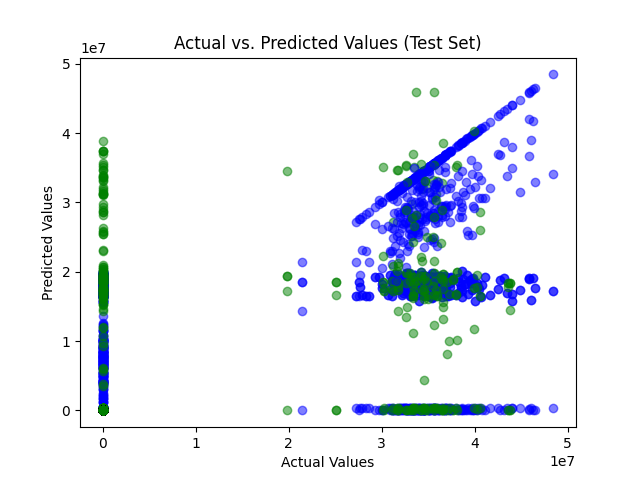 Actual vs. Predicted Values (Test Set)
1e7
5
4
3
2
1
0
Predicted Values
0
1
2
3
4
5
1e7
Actual Values